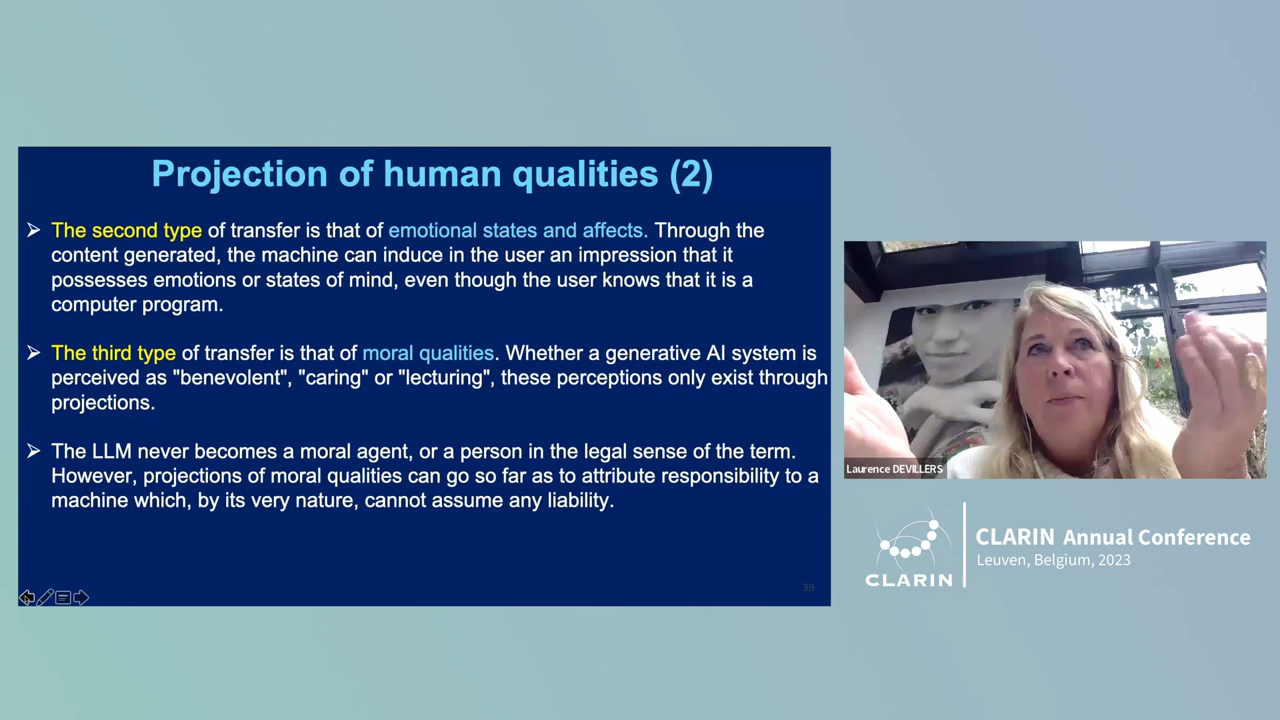 Projection of human qualities (2)
The second type of transfer is that of emotional states and affects. Through the
content generated, the machine can induce in the user an impression that it
possesses emotions or states of mind, even though the user knows that it is a
computer program.
The third type of transfer is that of moral qualities. Whether a generative AI system is
perceived as "benevolent", "caring" or "lecturing", these perceptions only exist through
projections.
The LLM never becomes a moral agent, or a person in the legal sense of the term.
However, projections of moral qualities can go so far as to attribute responsibility to a
machine which, by its very nature, cannot assume any liability.
39
Laurence DEVILLERS
CLARIN
CLARIN Annual Conference
Leuven, Belgium, 2023